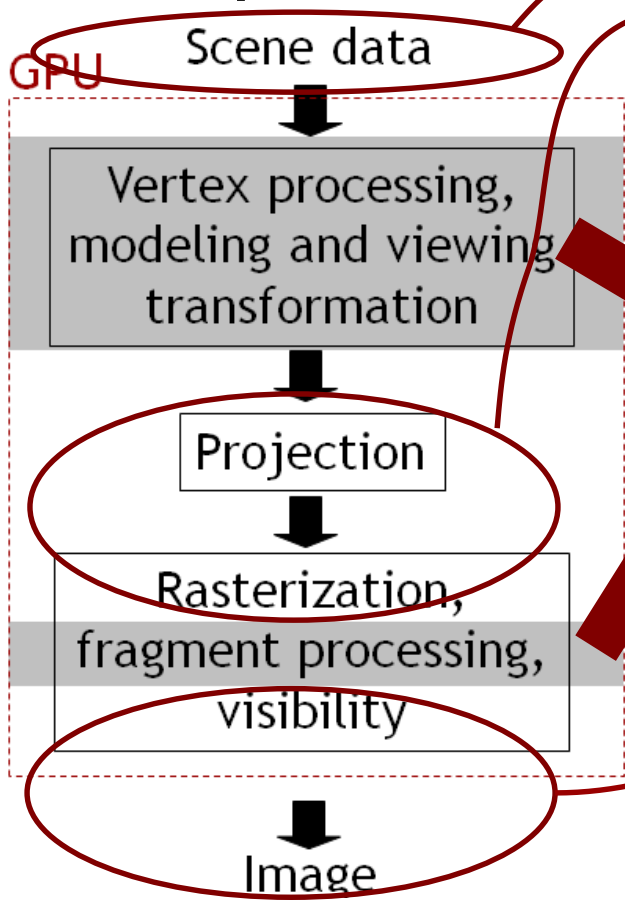 Scene data
GPU
Vertex processing,
modeling and viewing
transformation
Projection
Rasterization,
fragment processing,
visibility
Image